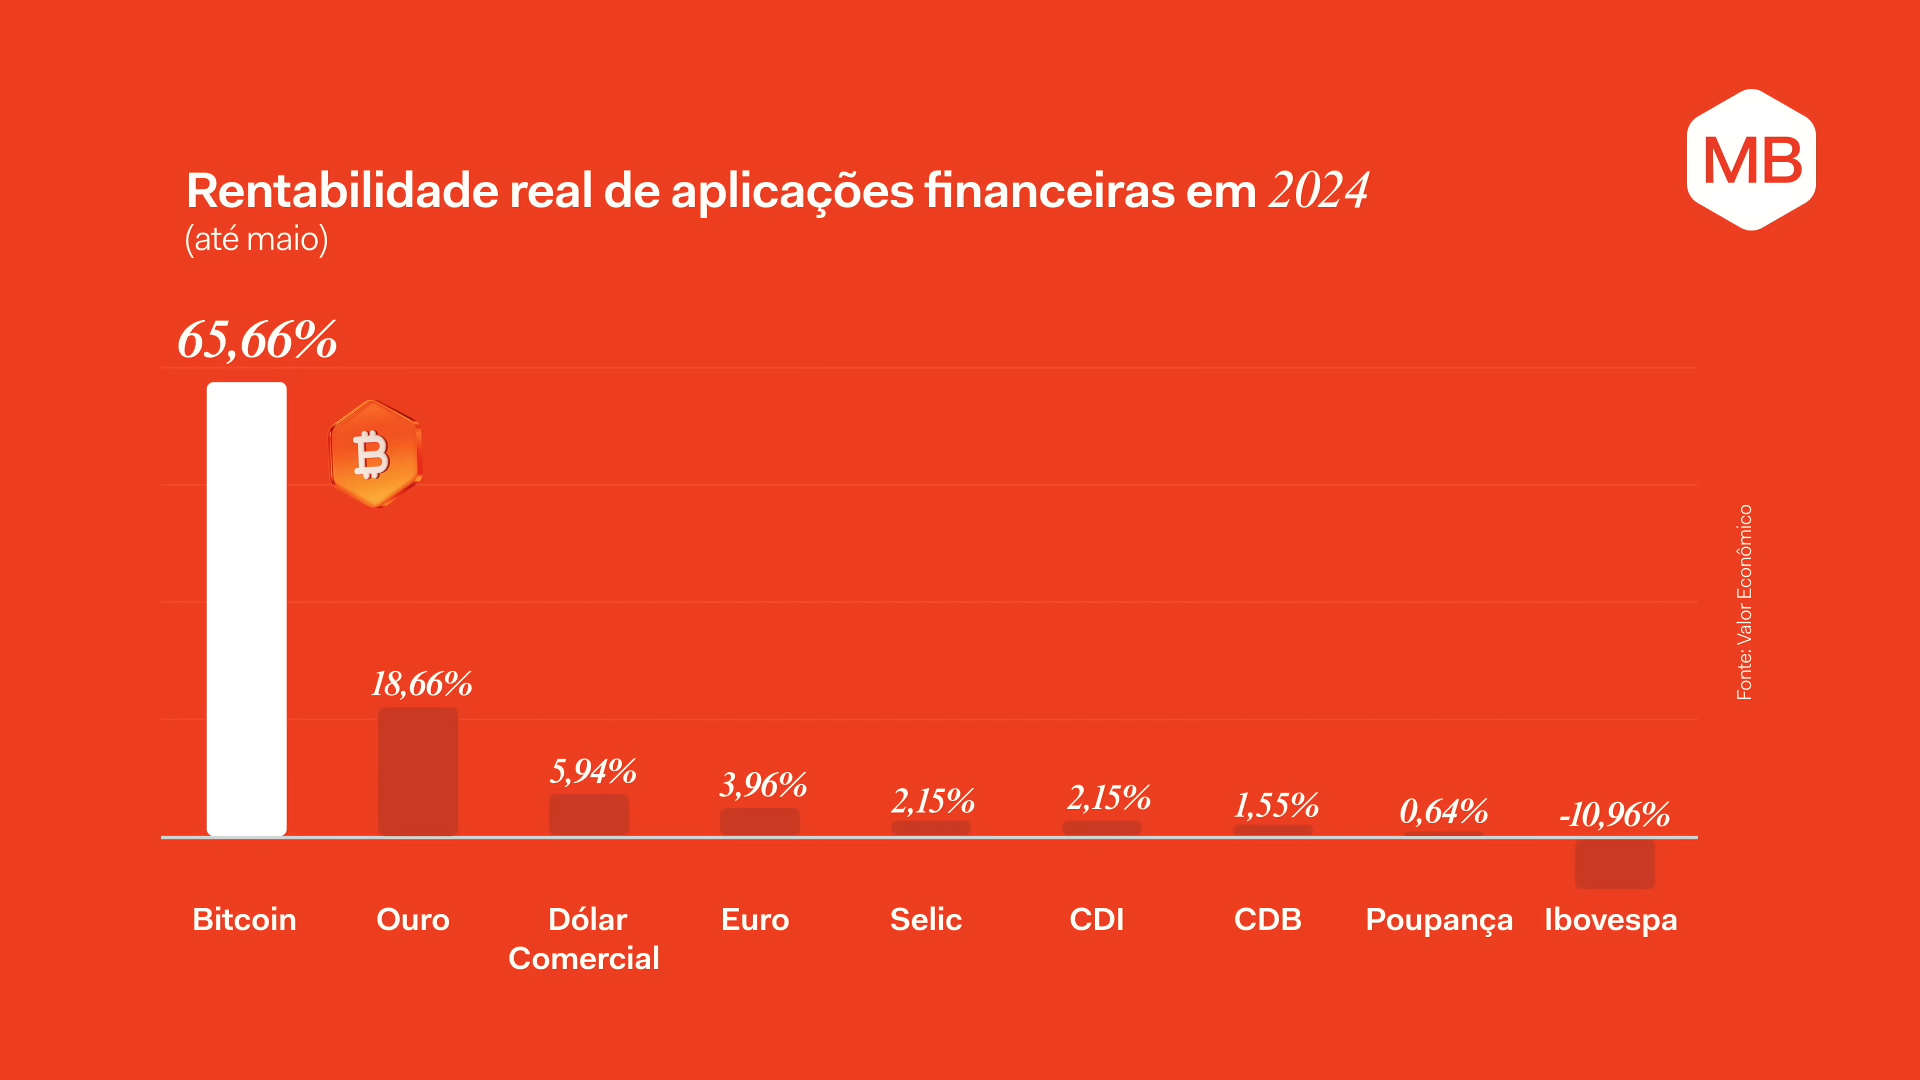 MB
Rentabilidade real de aplicações financeiras em 2024
(até maio)
65,66%
18,66%
5,94%
3,96%
2,15%
2,15%
1,55%
0,64%
-10,96%
Bitcoin
Ouro
Dólar
Comercial
Euro
Selic
CDI
CDB
Poupança
Ibovespa
Fonte: Valor Econômico